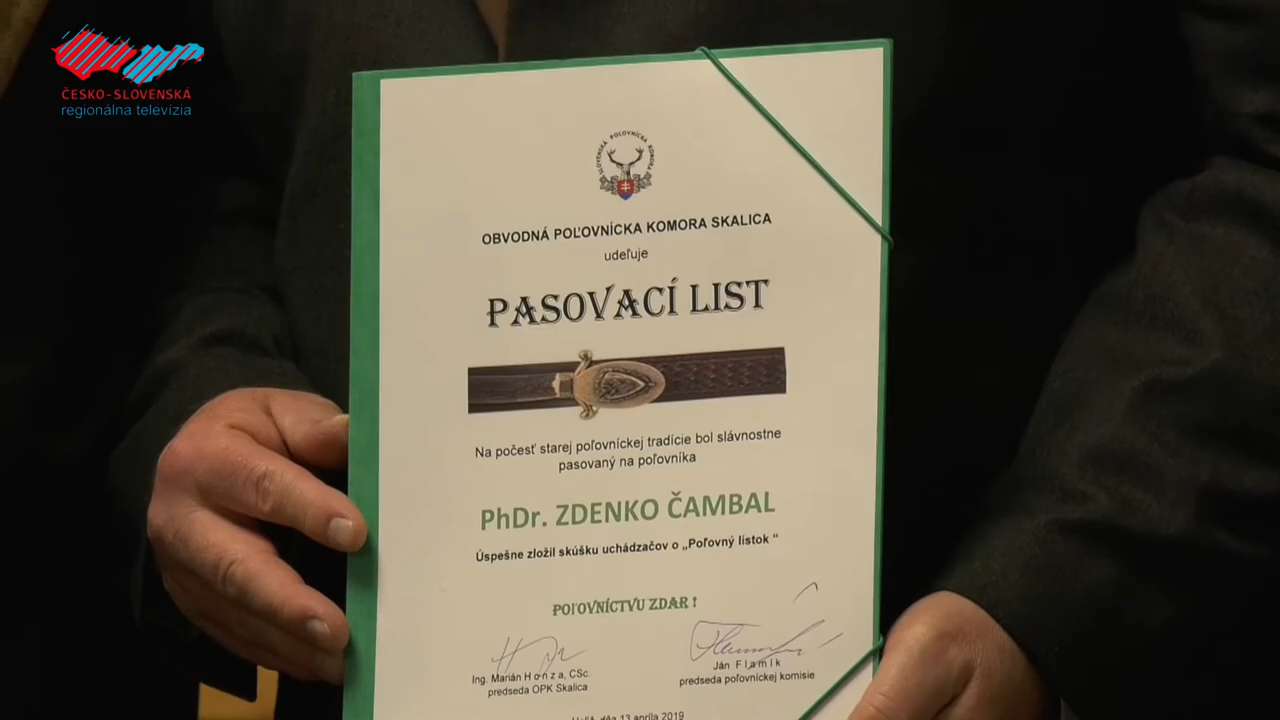 ČESKO-SLOVENSKÁ
regionálna televízia
SLOVENSKÁ POĽOVNÍCKA KOMORA
OBVODNÁ POĽOVNÍCKA KOMORA SKALICA
udeľuje
PASOVACÍ LIST
Na počesť starej poľovníckej tradície bol slávnostne
pasovaný na poľovníka
PhDr. ZDENKO ČAMBAL
Úspešne zložil skúšku uchádzačov o „Poľovný lístok “
POĽOVNÍCTVU ZDAR !
Ing. Marián H o n z a, CSc.
predseda OPK Skalica
Ján F l a m i k
predseda poľovníckej komisie
dňa 13 apríla 2019